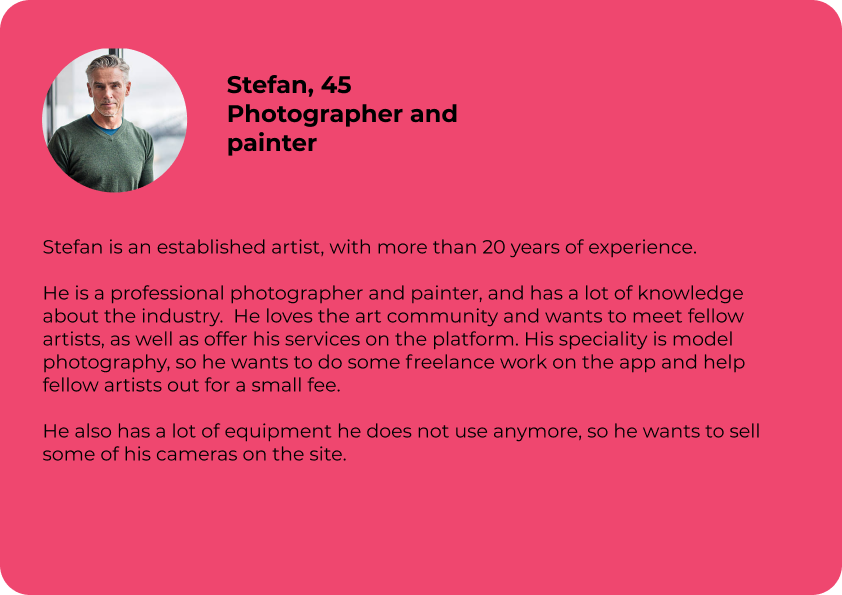 Stefan, 45
Photographer and
painter
Stefan is an established artist, with more than 20 years of experience.
He is a professional photographer and painter, and has a lot of knowledge
about the industry.  He loves the art community and wants to meet fellow
artists, as well as offer his services on the platform. His speciality is model
photography, so he wants to do some freelance work on the app and help
fellow artists out for a small fee.
He also has a lot of equipment he does not use anymore, so he wants to sell
some of his cameras on the site.